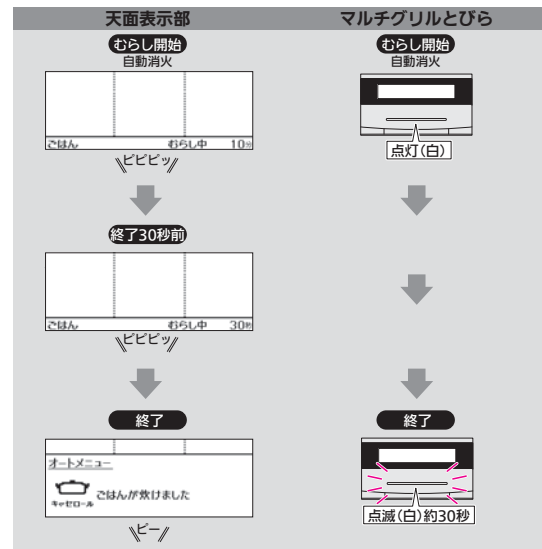 天面表示部
マルチグリルとびら
むらし開始
自動消火
ごはん むらし中 10分
ピピピッ
終了30秒前
ごはん むらし中 30秒
ピピピッ
終了
オートメニュー
キャセロール ごはんが炊けました
ピー
むらし開始
自動消火
点灯(白)
終了
点滅(白)約30秒